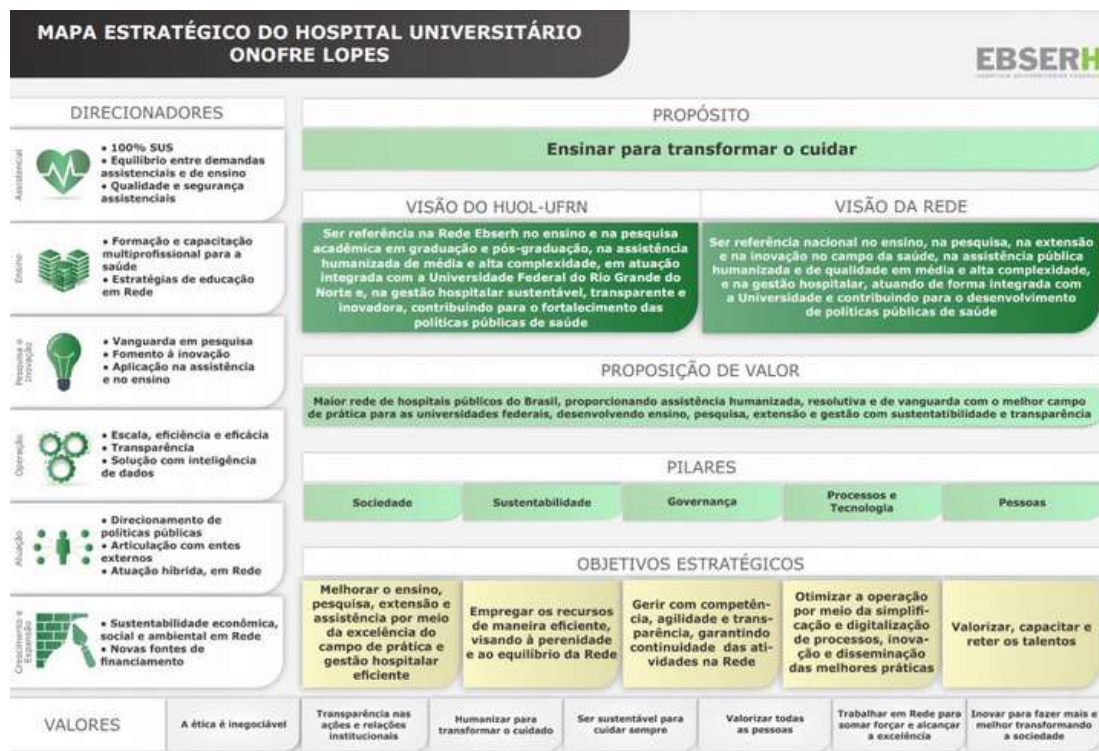 MAPA ESTRATÉGICO DO HOSPITAL UNIVERSITÁRIO
ONOFRE LOPES
EBSERH
DIRECIONADORES
Assistencial
• 100% SUS
• Equilíbrio entre demandas
assistenciais e de ensino
• Qualidade e segurança
assistenciais
Ensino
• Formação e capacitação
multiprofissional para a
saúde
• Estratégias de educação
em Rede
Pesquisa e
Inovação
• Vanguarda em pesquisa
• Fomento à inovação
• Aplicação na assistência
e no ensino
Operação
• Escala, eficiência e eficácia
• Transparência
• Solução com inteligência
de dados
Atuação
• Direcionamento de
políticas públicas
• Articulação com entes
externos
• Atuação híbrida, em Rede
Crescimento e
Expansão
• Sustentabilidade econômica,
social e ambiental em Rede
• Novas fontes de
financiamento
PROPÓSITO
Ensinar para transformar o cuidar
VISÃO DO HUOL-UFRN
Ser referência na Rede Ebserh no ensino e na pesquisa
acadêmica em graduação e pós-graduação, na assistência
humanizada de média e alta complexidade, em atuação
integrada com a Universidade Federal do Rio Grande do
Norte e, na gestão hospitalar sustentável, transparente e
inovadora, contribuindo para o fortalecimento das
políticas públicas de saúde
VISÃO DA REDE
Ser referência nacional no ensino, na pesquisa, na extensão
e na inovação no campo da saúde, na assistência pública
humanizada e de qualidade em média e alta complexidade,
e na gestão hospitalar, atuando de forma integrada com
a Universidade e contribuindo para o desenvolvimento
de políticas públicas de saúde
PROPOSIÇÃO DE VALOR
Maior rede de hospitais públicos do Brasil, proporcionando assistência humanizada, resolutiva e de vanguarda com o melhor campo
de prática para as universidades federais, desenvolvendo ensino, pesquisa, extensão e gestão com sustentatibilidade e transparência
PILARES
Sociedade
Sustentabilidade
Governança
Processos e
Tecnologia
Pessoas
OBJETIVOS ESTRATÉGICOS
Melhorar o ensino,
pesquisa, extensão e
assistência por meio
da excelência do
campo de prática e
gestão hospitalar
eficiente
Empregar os recursos
de maneira eficiente,
visando à perenidade
e ao equilíbrio da Rede
Gerir com competên-
cia, agilidade e trans-
parência, garantindo
continuidade das ati-
vidades na Rede
Otimizar a operação
por meio da simplifi-
cação e digitalização
de processos, inova-
ção e disseminação
das melhores práticas
Valorizar, capacitar e
reter os talentos
VALORES
A ética é inegociável
Transparência nas
ações e relações
institucionais
Humanizar para
transformar o cuidado
Ser sustentável para
cuidar sempre
Valorizar todas
as pessoas
Trabalhar em Rede para
somar forçar e alcançar
a excelência
Inovar para fazer mais e
melhor transformando
a sociedade